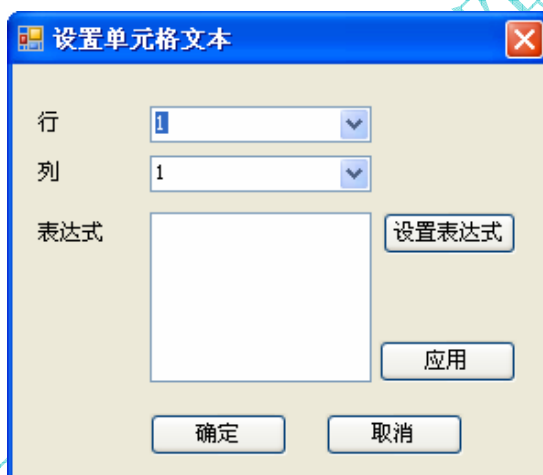 设置单元格文本
行 1
列 1
表达式 设置表达式
应用
确定 取消